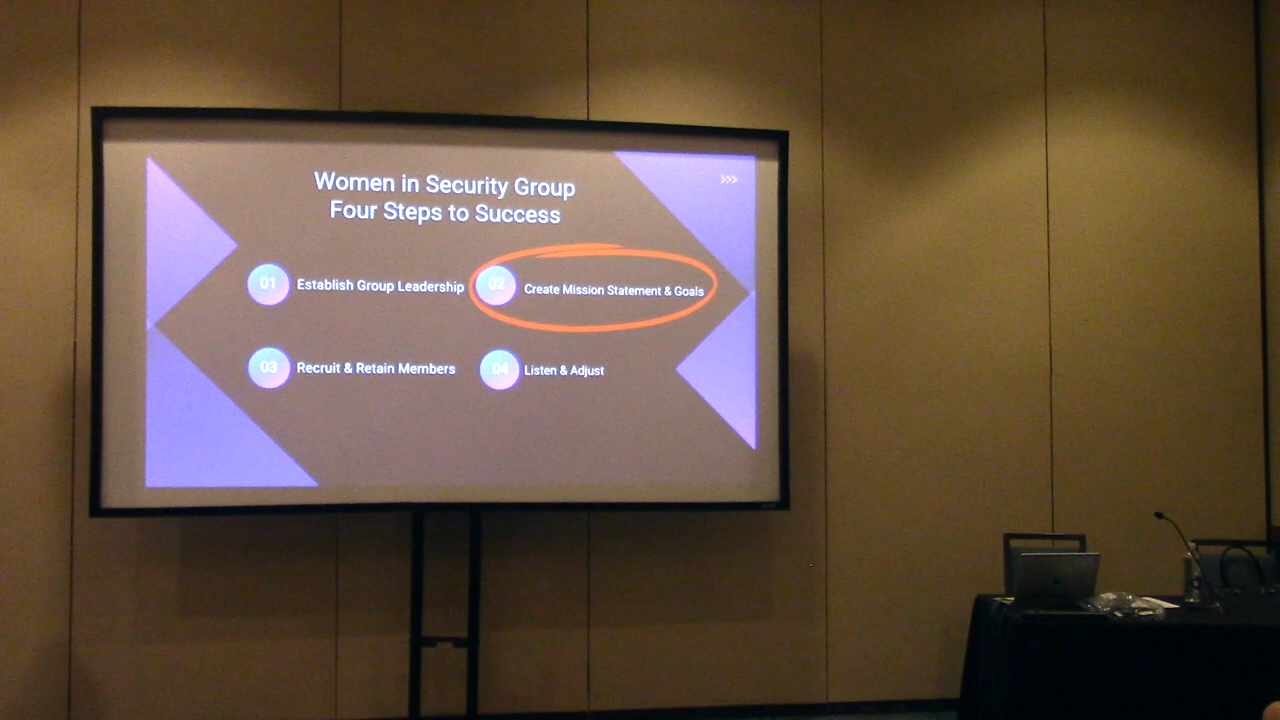 Women in Security Group
Four Steps to Success
>>>
01 Establish Group Leadership
02 Create Mission Statement & Goals
03 Recruit & Retain Members
04 Listen & Adjust